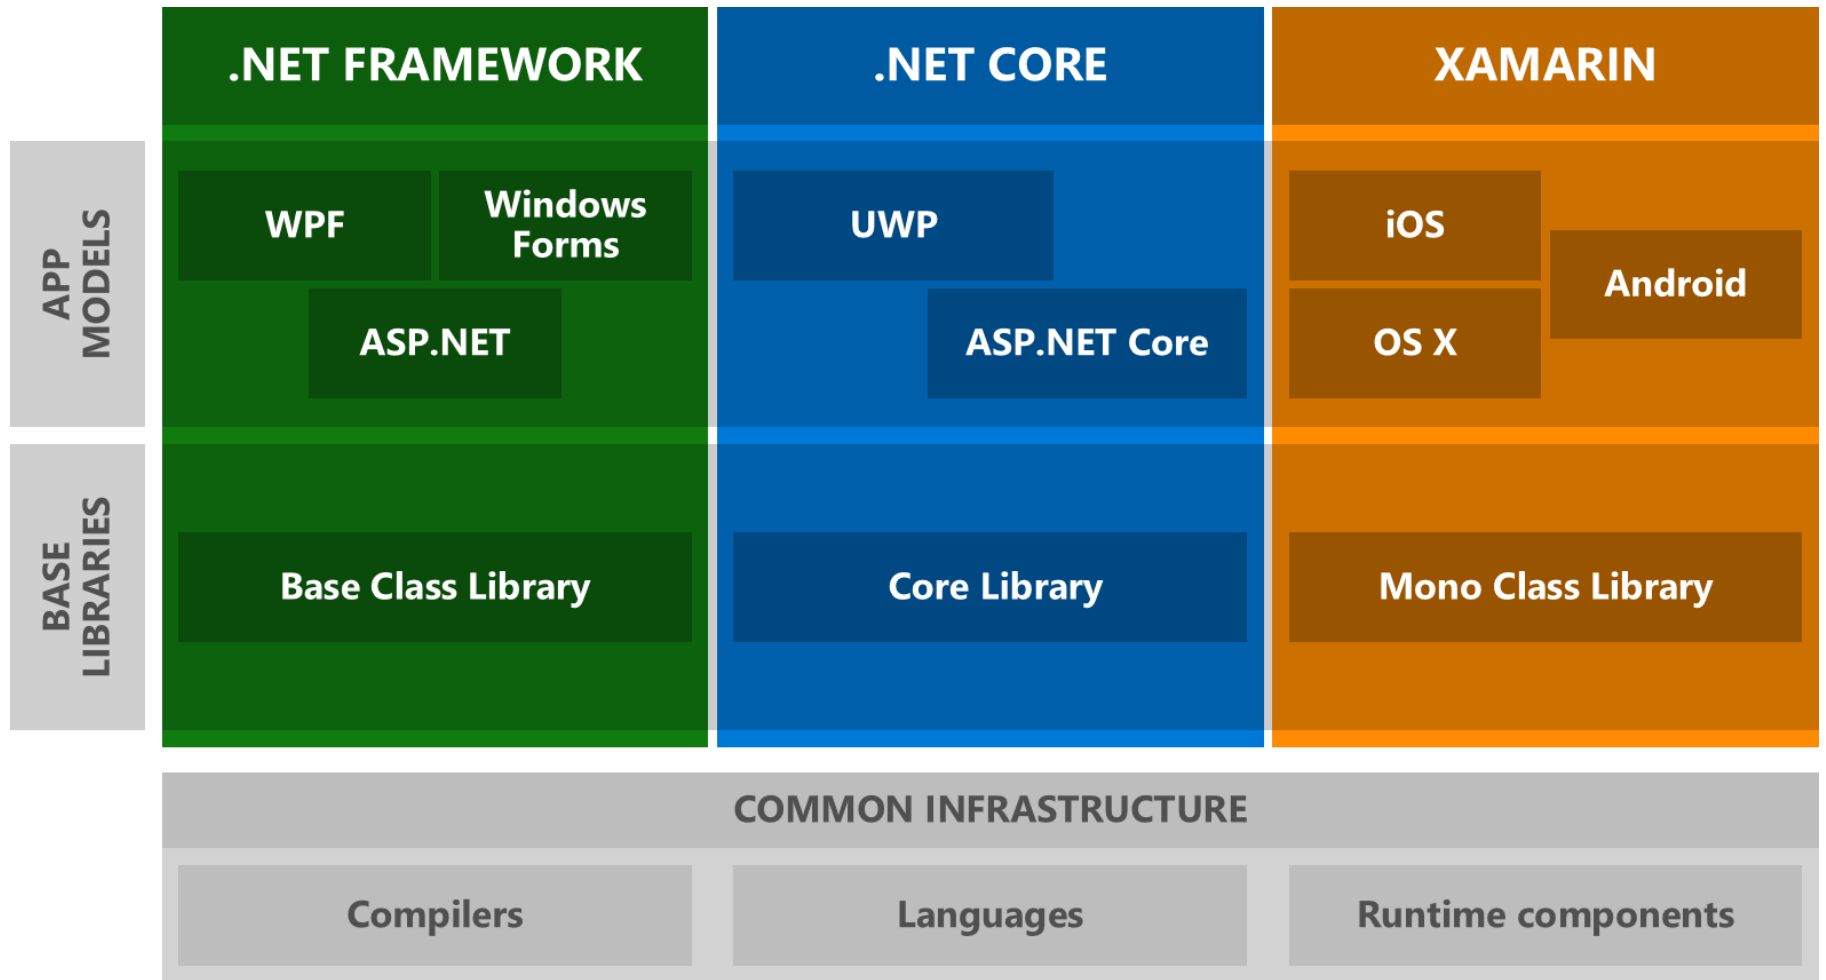 .NET FRAMEWORK
.NET CORE
XAMARIN
APP
MODELS
WPF
Windows
Forms
ASP.NET
UWP
ASP.NET Core
iOS
Android
OS X
BASE
LIBRARIES
Base Class Library
Core Library
Mono Class Library
COMMON INFRASTRUCTURE
Compilers
Languages
Runtime components